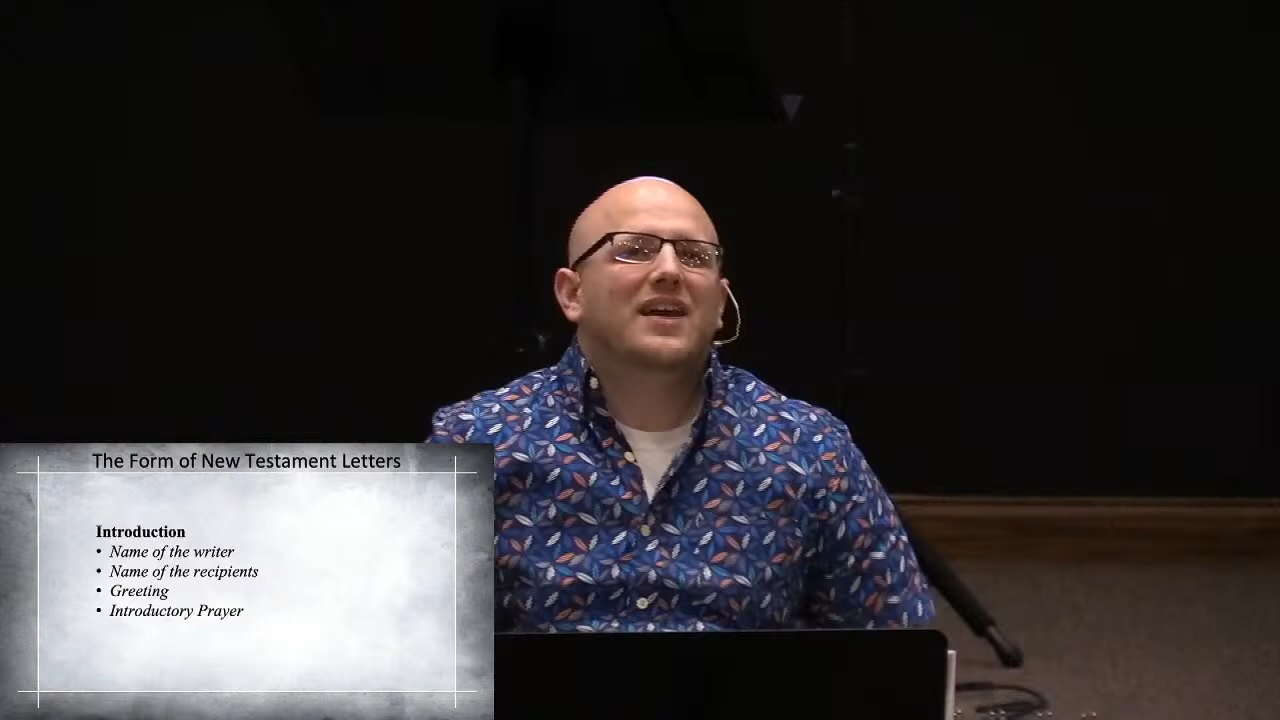 The Form of New Testament Letters
Introduction
• Name of the writer
• Name of the recipients
• Greeting
• Introductory Prayer